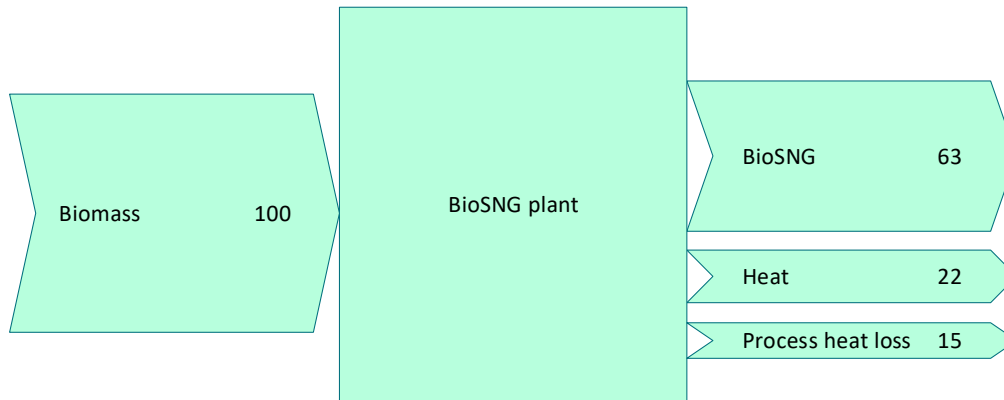 Biomass 100
BioSNG plant
BioSNG 63
Heat 22
Process heat loss 15